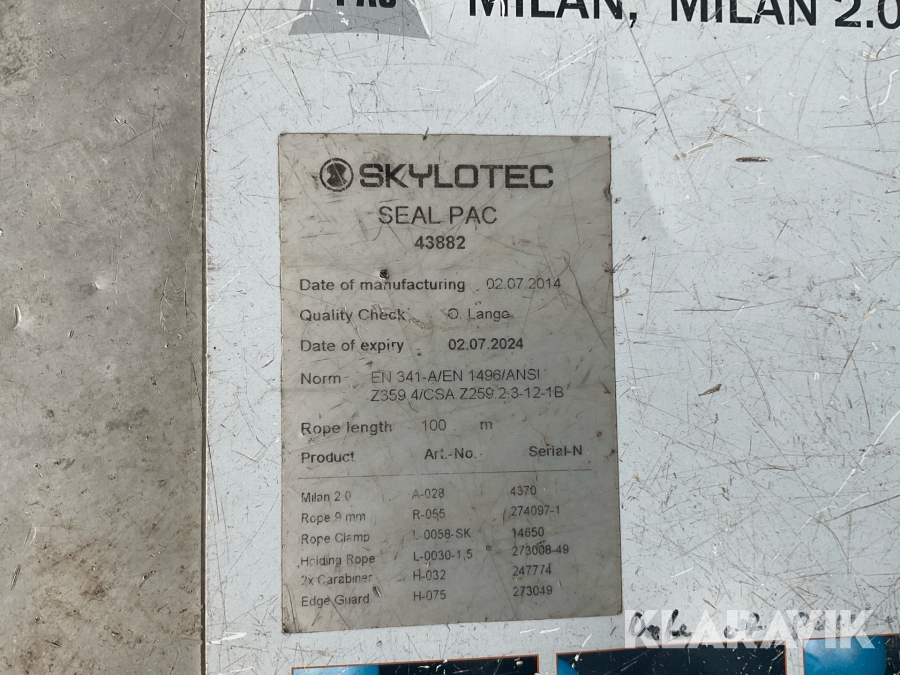 MILAN, MILAN 2.0
SKYLOTEC
SEAL PAC
43882
Date of manufacturing 02.07.2014
Quality Check O. Lange
Date of expiry 02.07.2024
Norm EN 341-A/EN 1496/ANSI
Z359.4/CSA Z259.2.3-12-1B
Rope length 100 m
Product Art.-No. Serial-N
Milan 2.0 A-028 4370
Rope 9 mm R-055 274097-1
Rope Clamp L-0058-SK 14650
Holding Rope L-0030-1,5 273008-49
2x Carabiner H-032 247774
Edge Guard H-075 273049
KLARAVIK